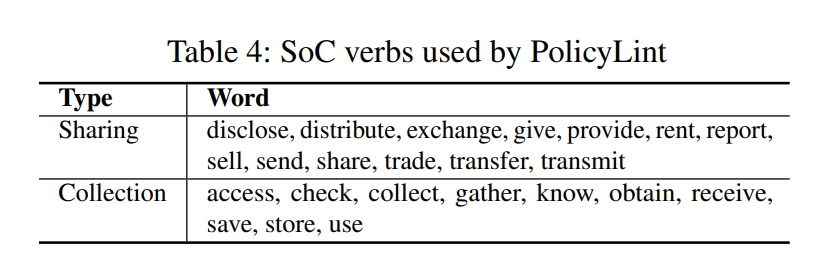 Table 4: SoC verbs used by PolicyLint
Type Word
Sharing disclose, distribute, exchange, give, provide, rent, report,
sell, send, share, trade, transfer, transmit
Collection access, check, collect, gather, know, obtain, receive,
save, store, use